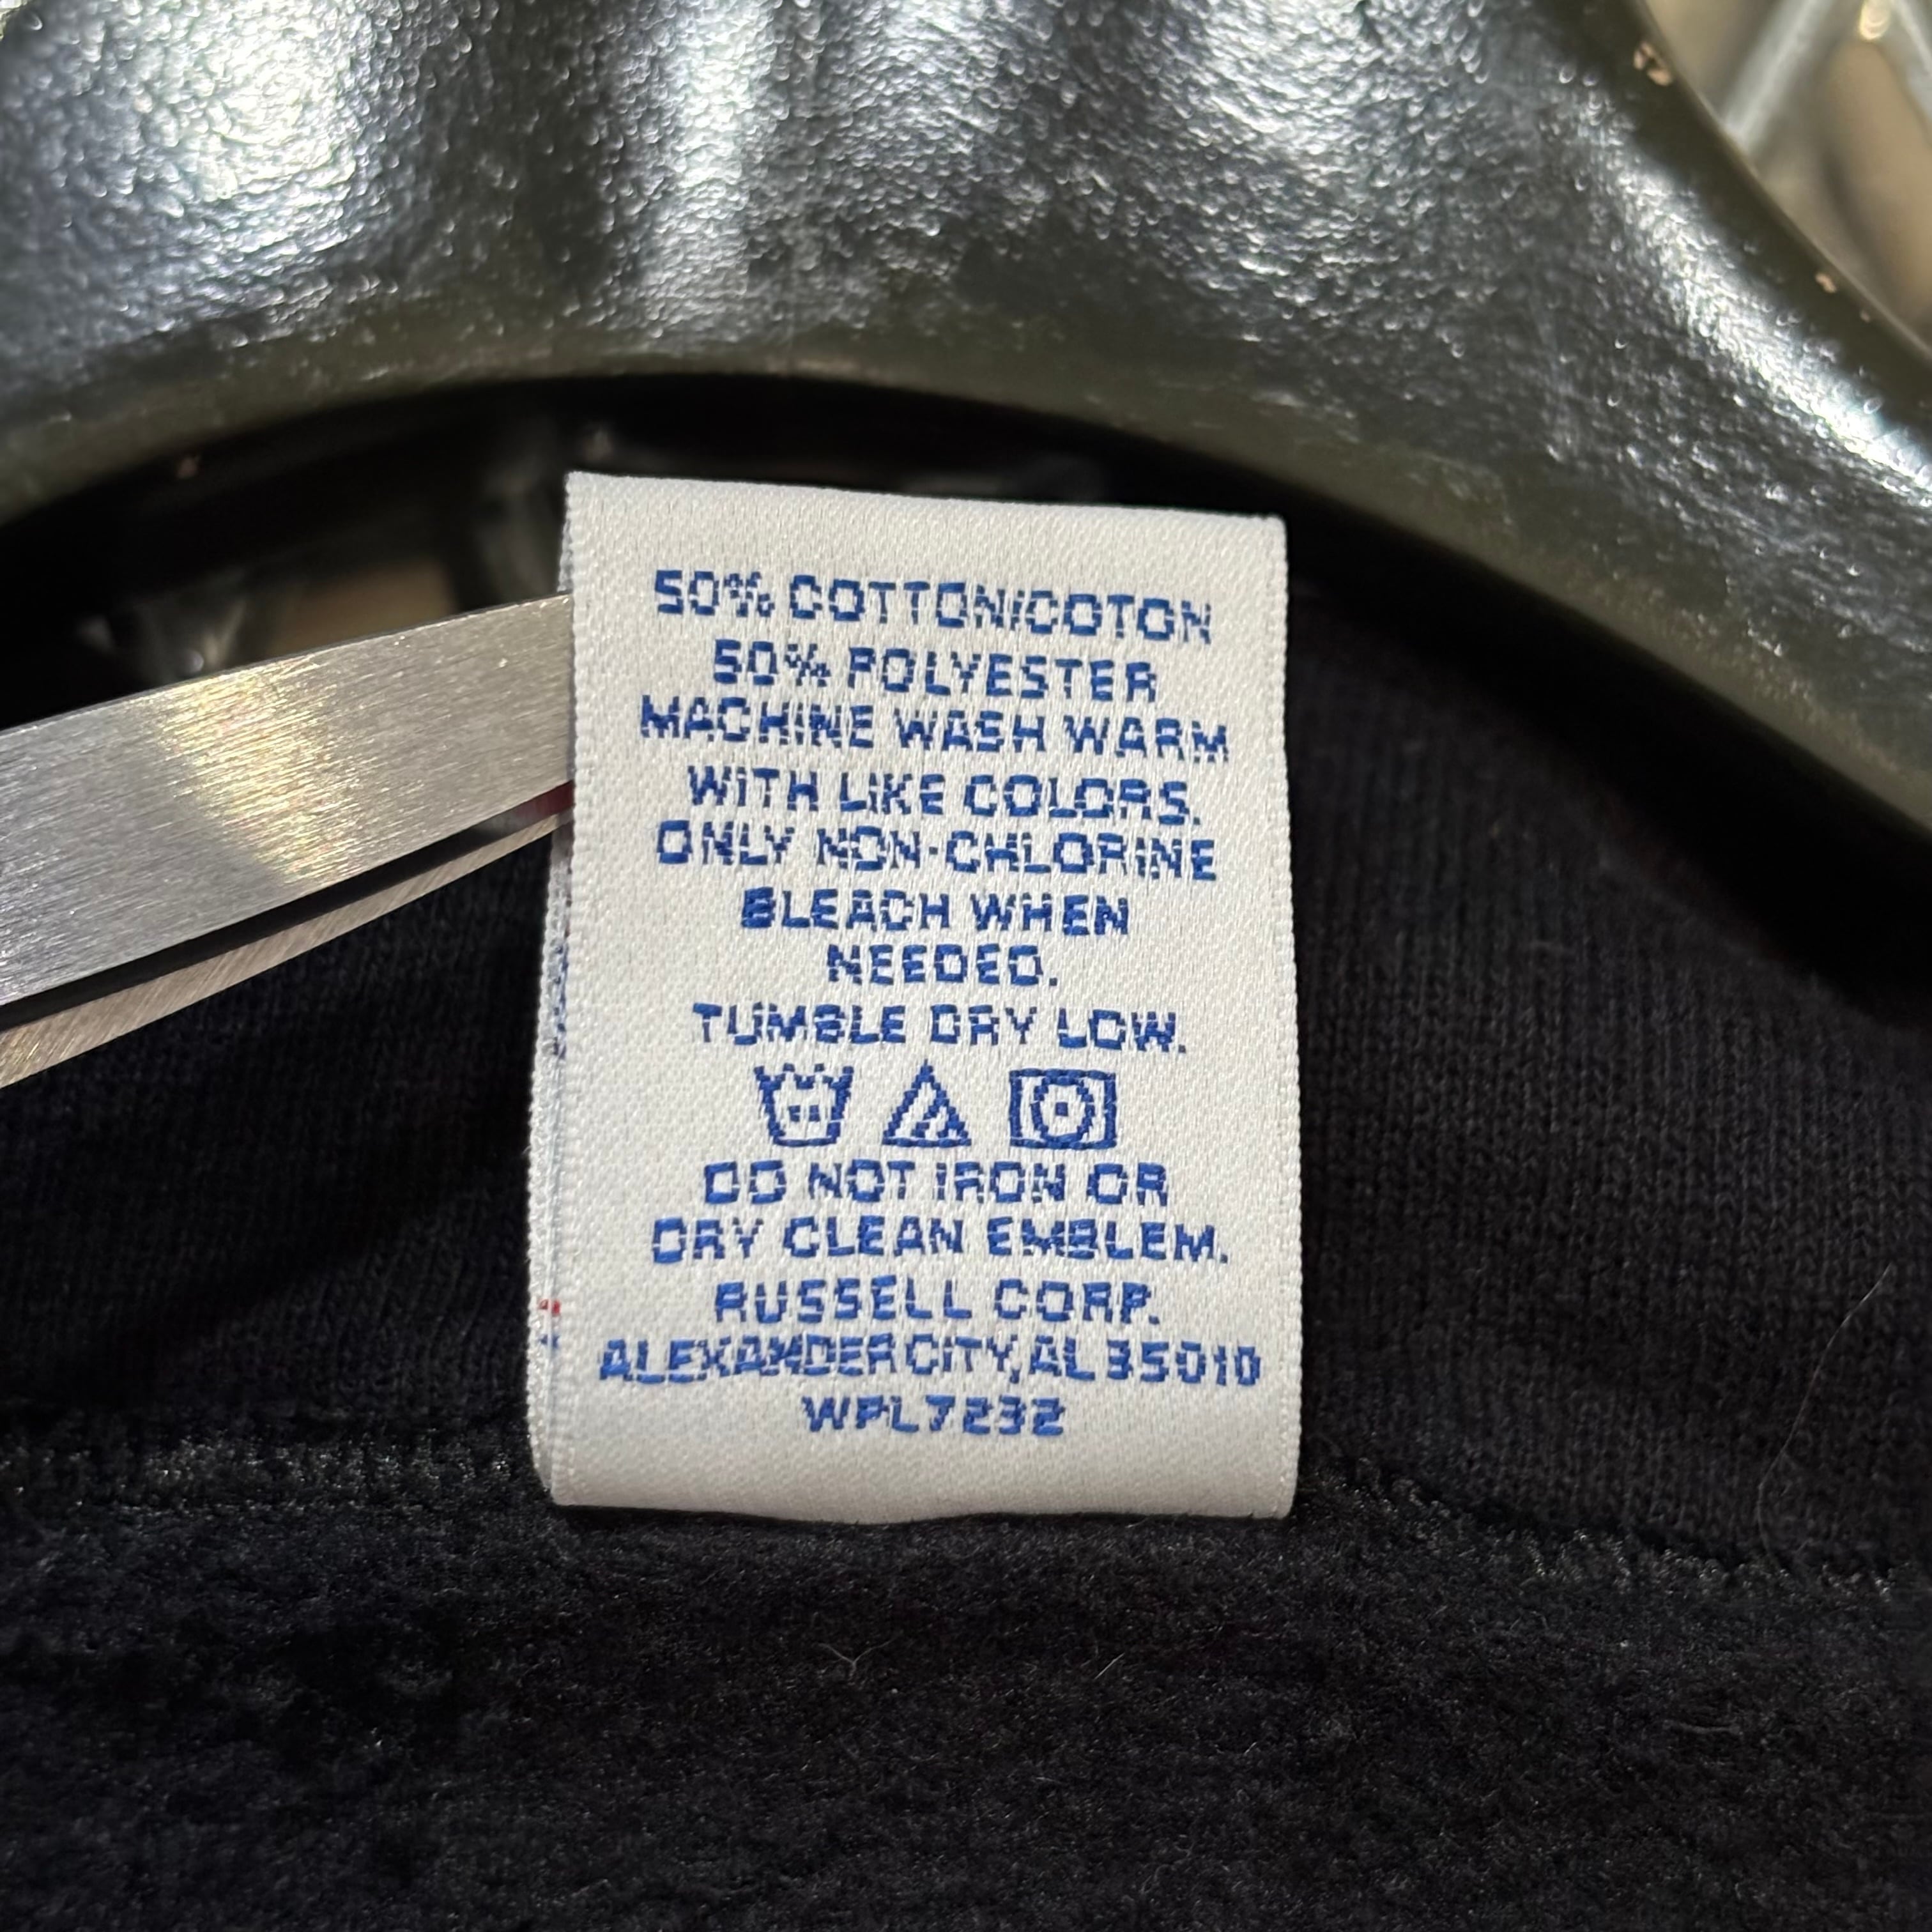 50% COTTON/COTON
50% POLYESTER
MACHINE WASH WARM
WITH LIKE COLORS.
ONLY NON-CHLORINE
BLEACH WHEN
NEEDED.
TUMBLE DRY LOW.
DO NOT IRON OR
DRY CLEAN EMBLEM.
RUSSELL CORP.
ALEXANDER CITY, AL 35010
WPL7232